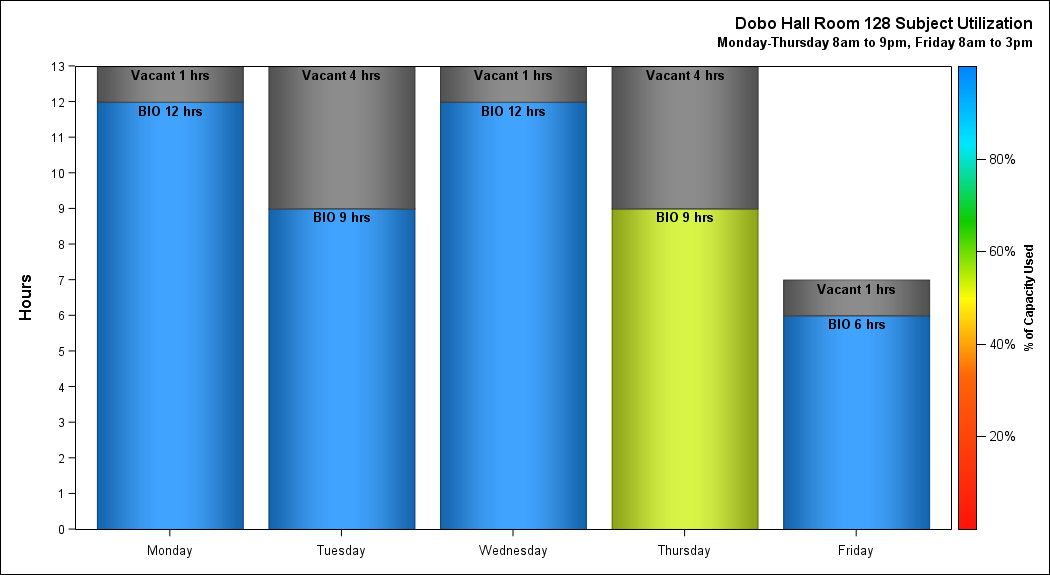 Dobo Hall Room 128 Subject Utilization
Monday-Thursday 8am to 9pm, Friday 8am to 3pm
13
12
11
10
9
8
7
6
5
4
3
2
1
0
Hours
Vacant 1 hrs
BIO 12 hrs
Vacant 4 hrs
BIO 9 hrs
Vacant 1 hrs
BIO 12 hrs
Vacant 4 hrs
BIO 9 hrs
Vacant 1 hrs
BIO 6 hrs
Monday
Tuesday
Wednesday
Thursday
Friday
80%
60%
40%
20%
% of Capacity Used